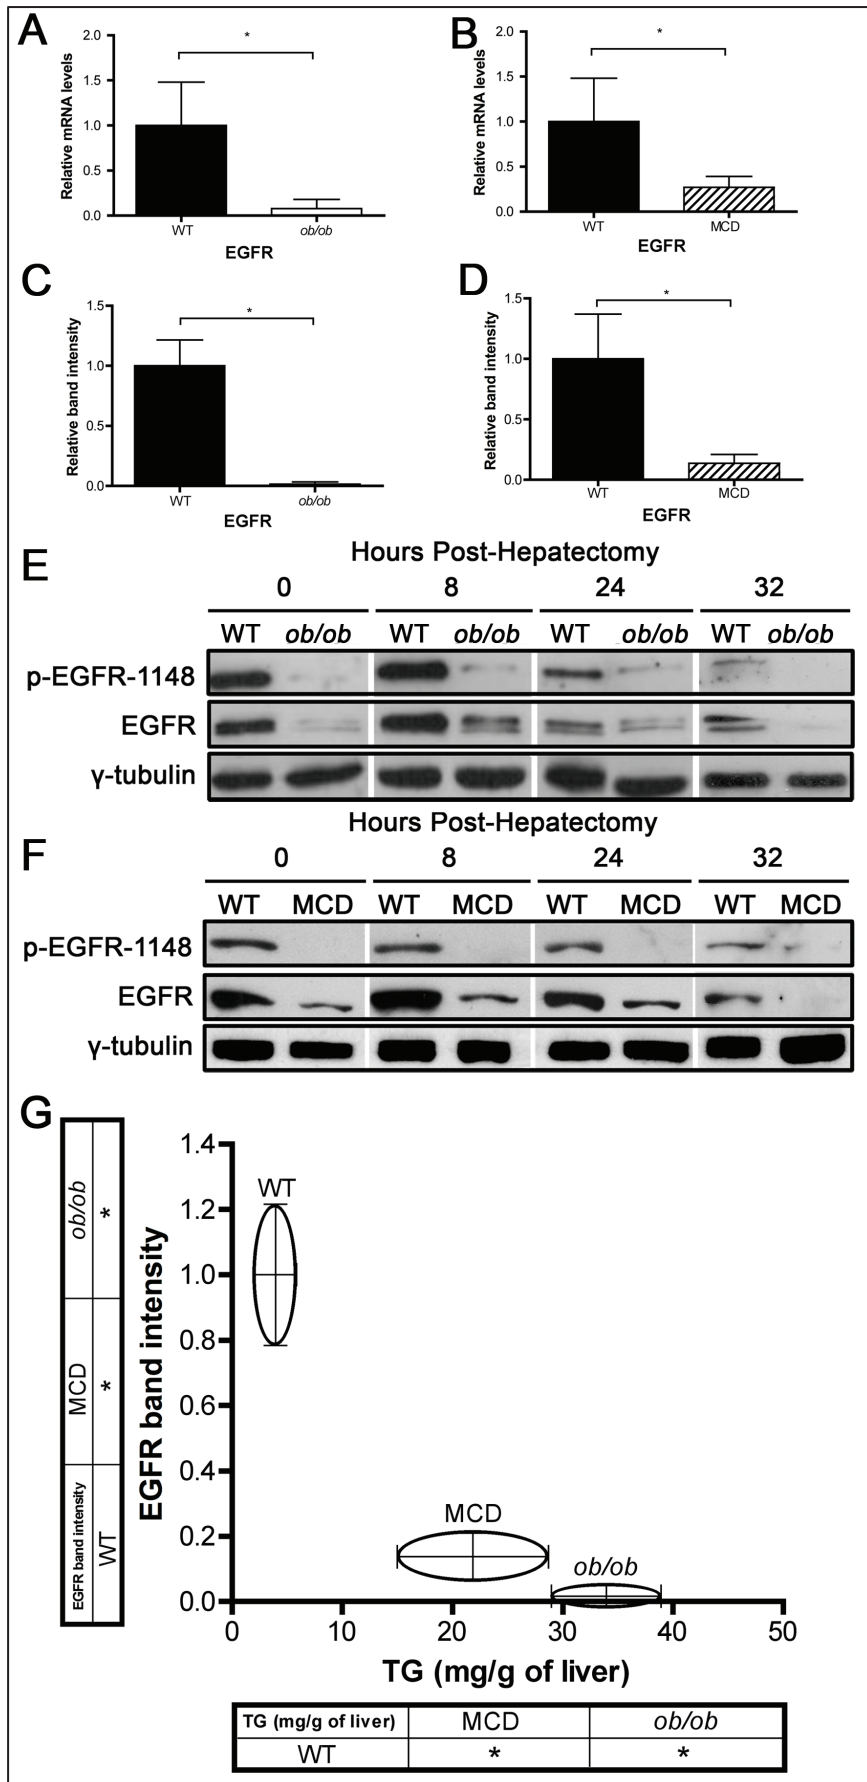 A
Relative mRNA levels
2.0
1.5
1.0
0.5
0.0
*
WT ob/ob
EGFR
B
Relative mRNA levels
2.0
1.5
1.0
0.5
0.0
*
WT MCD
EGFR
C
Relative band intensity
1.5
1.0
0.5
0.0
*
WT ob/ob
EGFR
D
Relative band intensity
1.5
1.0
0.5
0.0
*
WT MCD
EGFR
E
Hours Post-Hepatectomy
0 8 24 32
WT ob/ob WT ob/ob WT ob/ob WT ob/ob
p-EGFR-1148
EGFR
γ-tubulin
F
Hours Post-Hepatectomy
0 8 24 32
WT MCD WT MCD WT MCD WT MCD
p-EGFR-1148
EGFR
γ-tubulin
G
EGFR band intensity MCD ob/ob
WT * *
EGFR band intensity
1.4
1.2
1.0
0.8
0.6
0.4
0.2
0.0
WT
MCD
ob/ob
0 10 20 30 40 50
TG (mg/g of liver)
TG (mg/g of liver) MCD ob/ob
WT * *